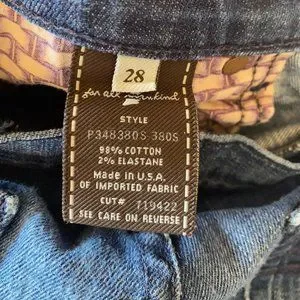 28
for all mankind
STYLE
P348380S 380S
98% COTTON
2% ELASTANE
Made in U.S.A.
OF IMPORTED FABRIC
CUT# 719422
SEE CARE ON REVERSE